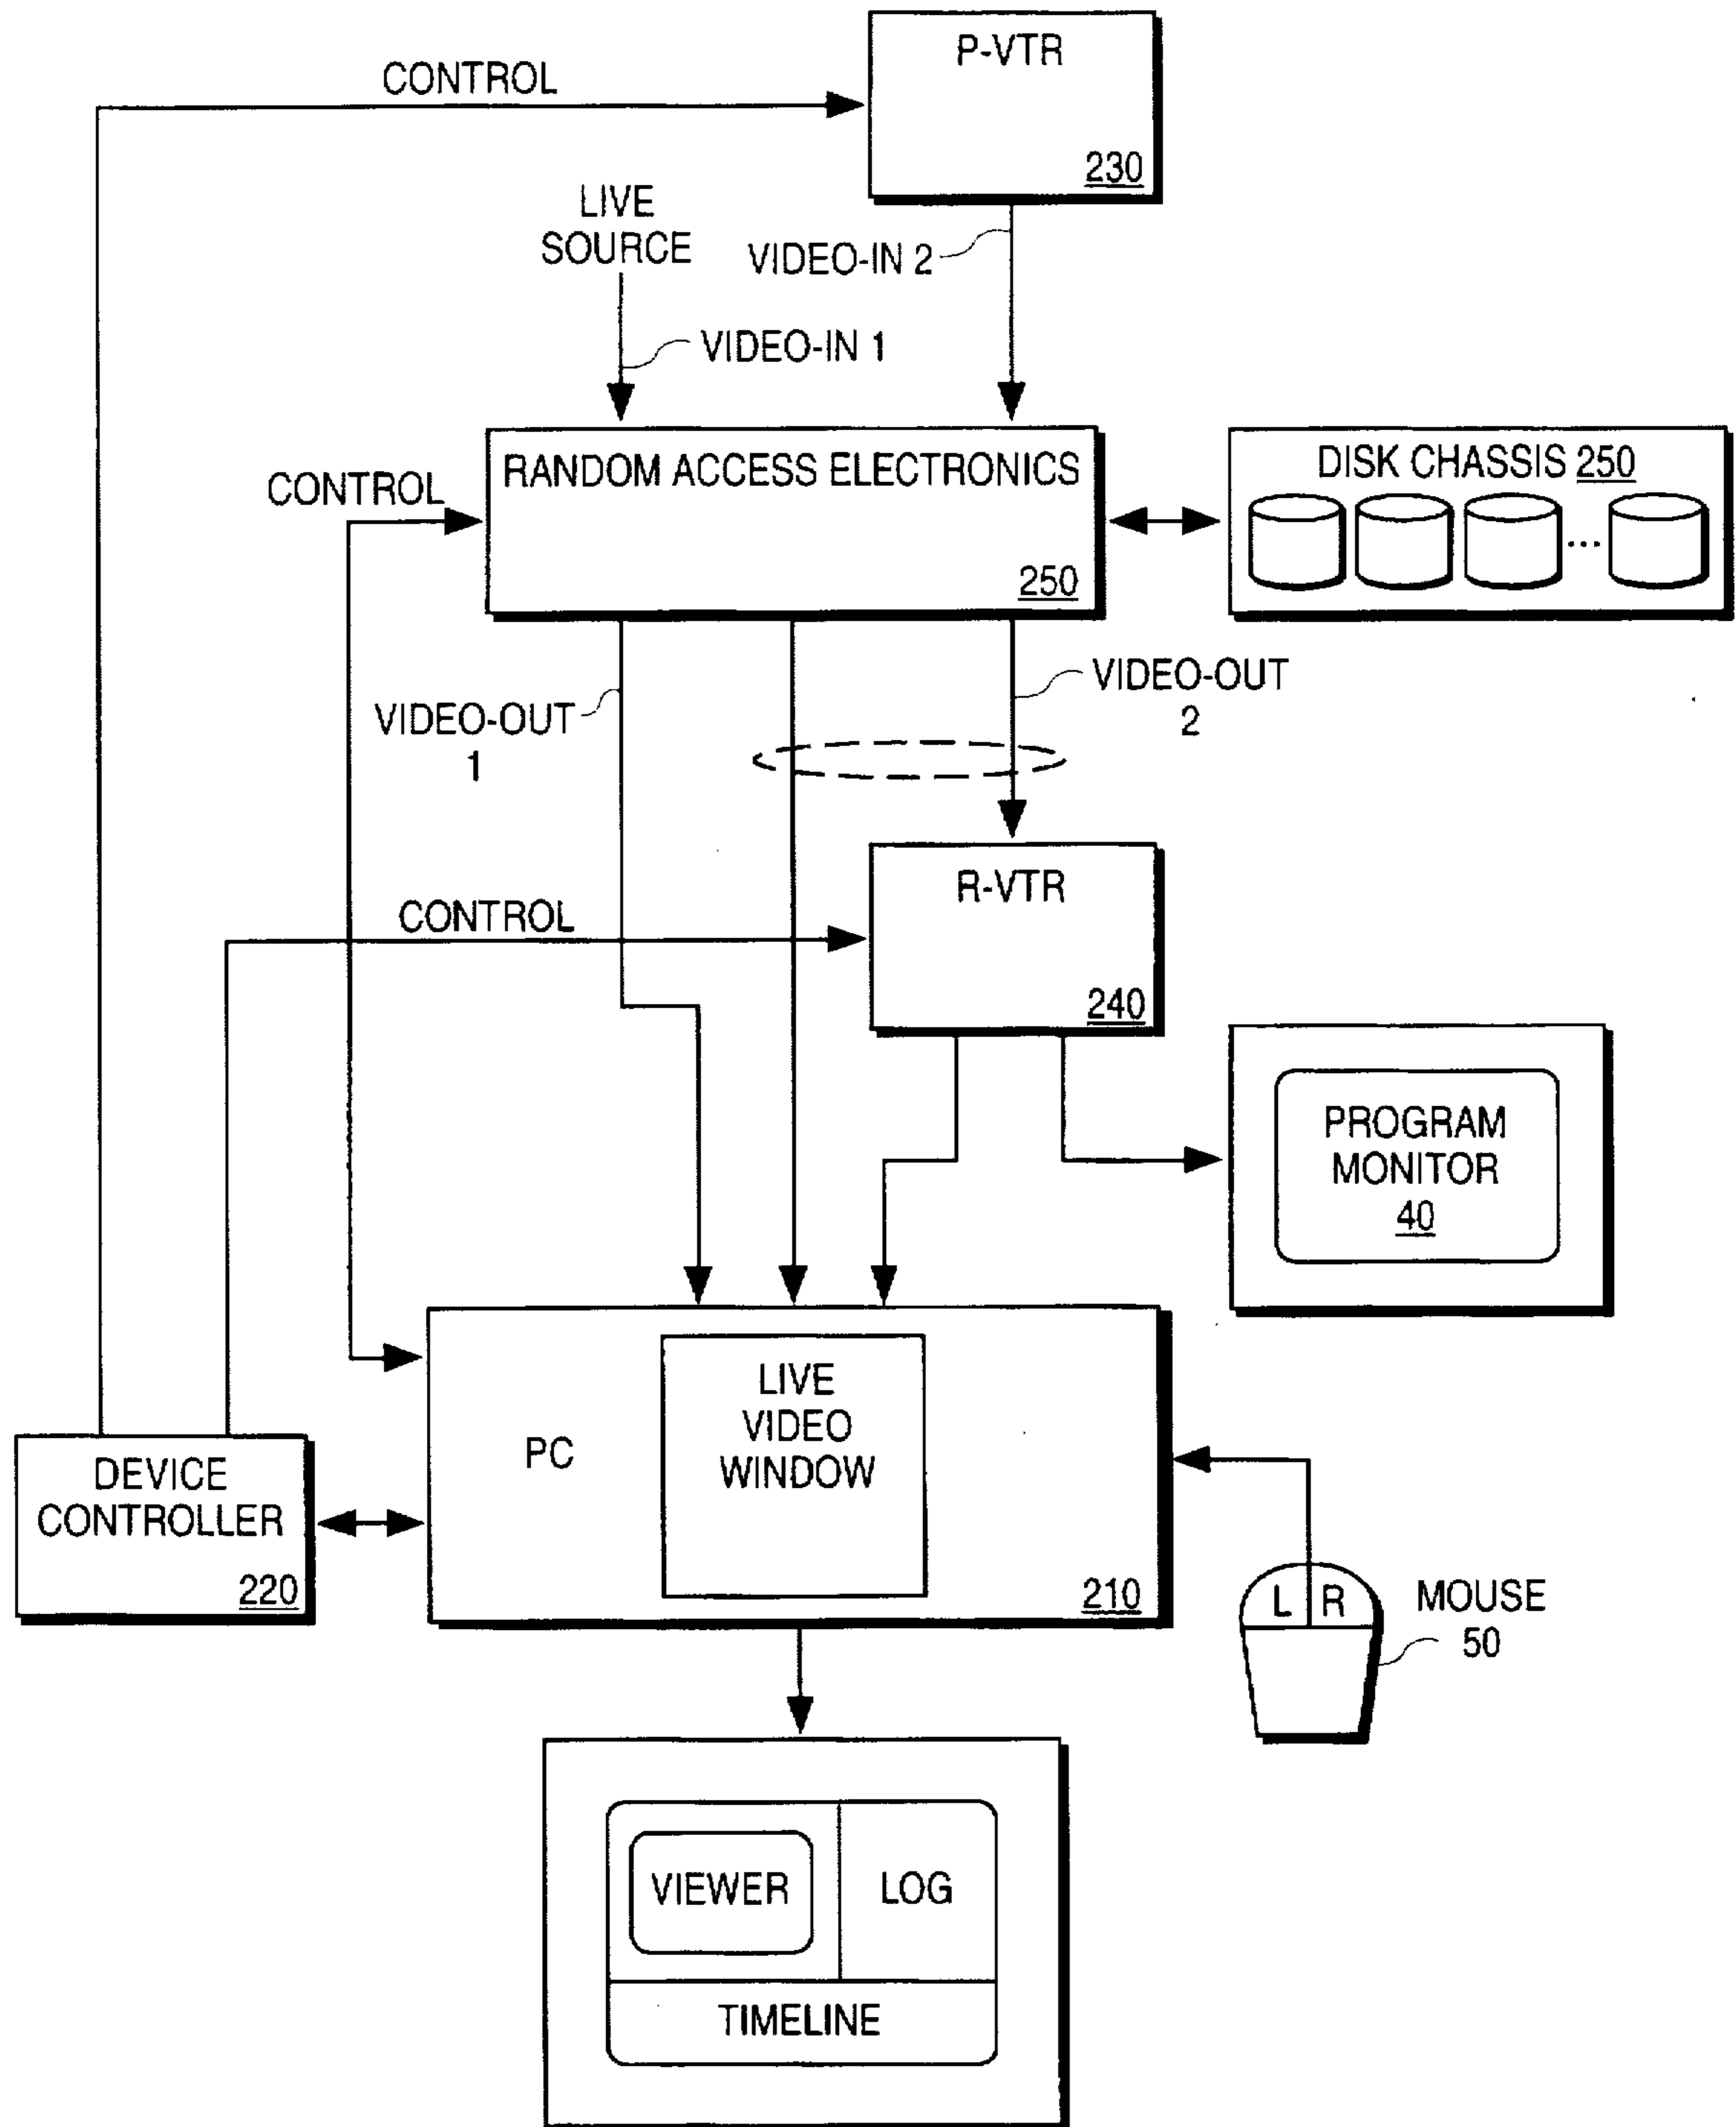 P-VTR
CONTROL
230
LIVE
SOURCE
VIDEO-IN 2
VIDEO-IN 1
RANDOM ACCESS ELECTRONICS
250
DISK CHASSIS 250
...
CONTROL
VIDEO-OUT
1
VIDEO-OUT
2
R-VTR
CONTROL
240
PROGRAM
MONITOR
40
PC
LIVE
VIDEO
WINDOW
210
DEVICE
CONTROLLER
220
L R
MOUSE
50
VIEWER
LOG
TIMELINE